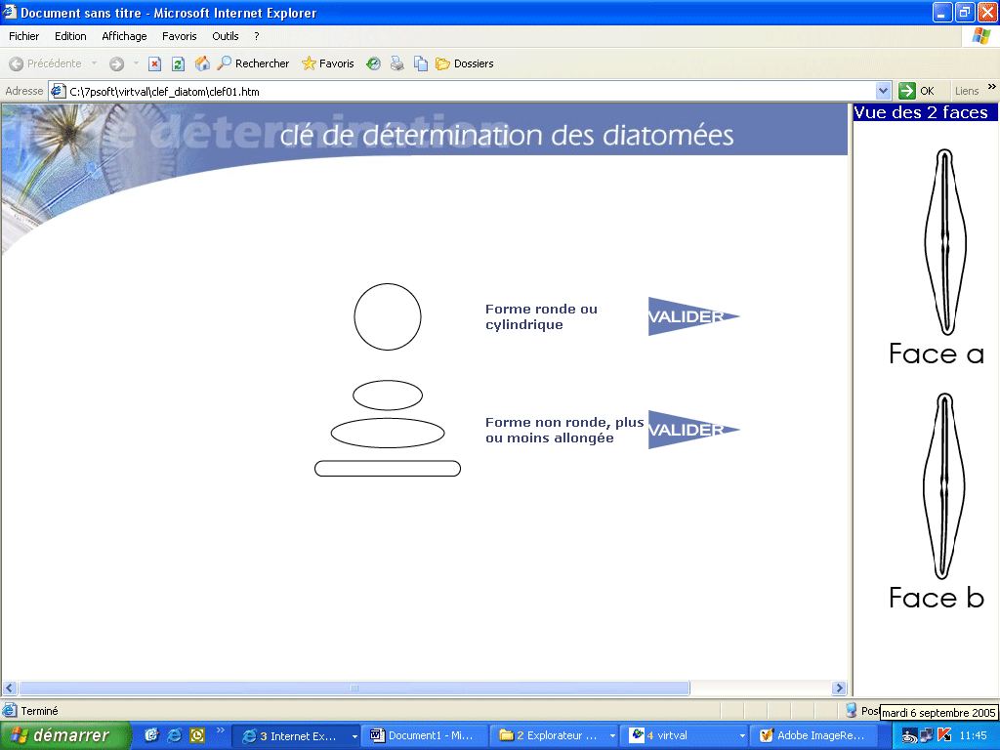 Document sans titre - Microsoft Internet Explorer
Fichier Edition Affichage Favoris Outils ?
Précédente Rechercher Favoris Dossiers
Adresse C:\7psoft\virtval\clef_diatom\clef01.htm OK Liens »
clé de détermination des diatomées
détermination
Vue des 2 faces
Forme ronde ou
cylindrique
VALIDER
Forme non ronde, plus
ou moins allongée
VALIDER
Face a
Face b
Terminé
mardi 6 septembre 2005
démarrer » 3 Internet Ex... Document1 - Mi... 2 Explorateur ... 4 virtval Adobe ImageRe... 11:45